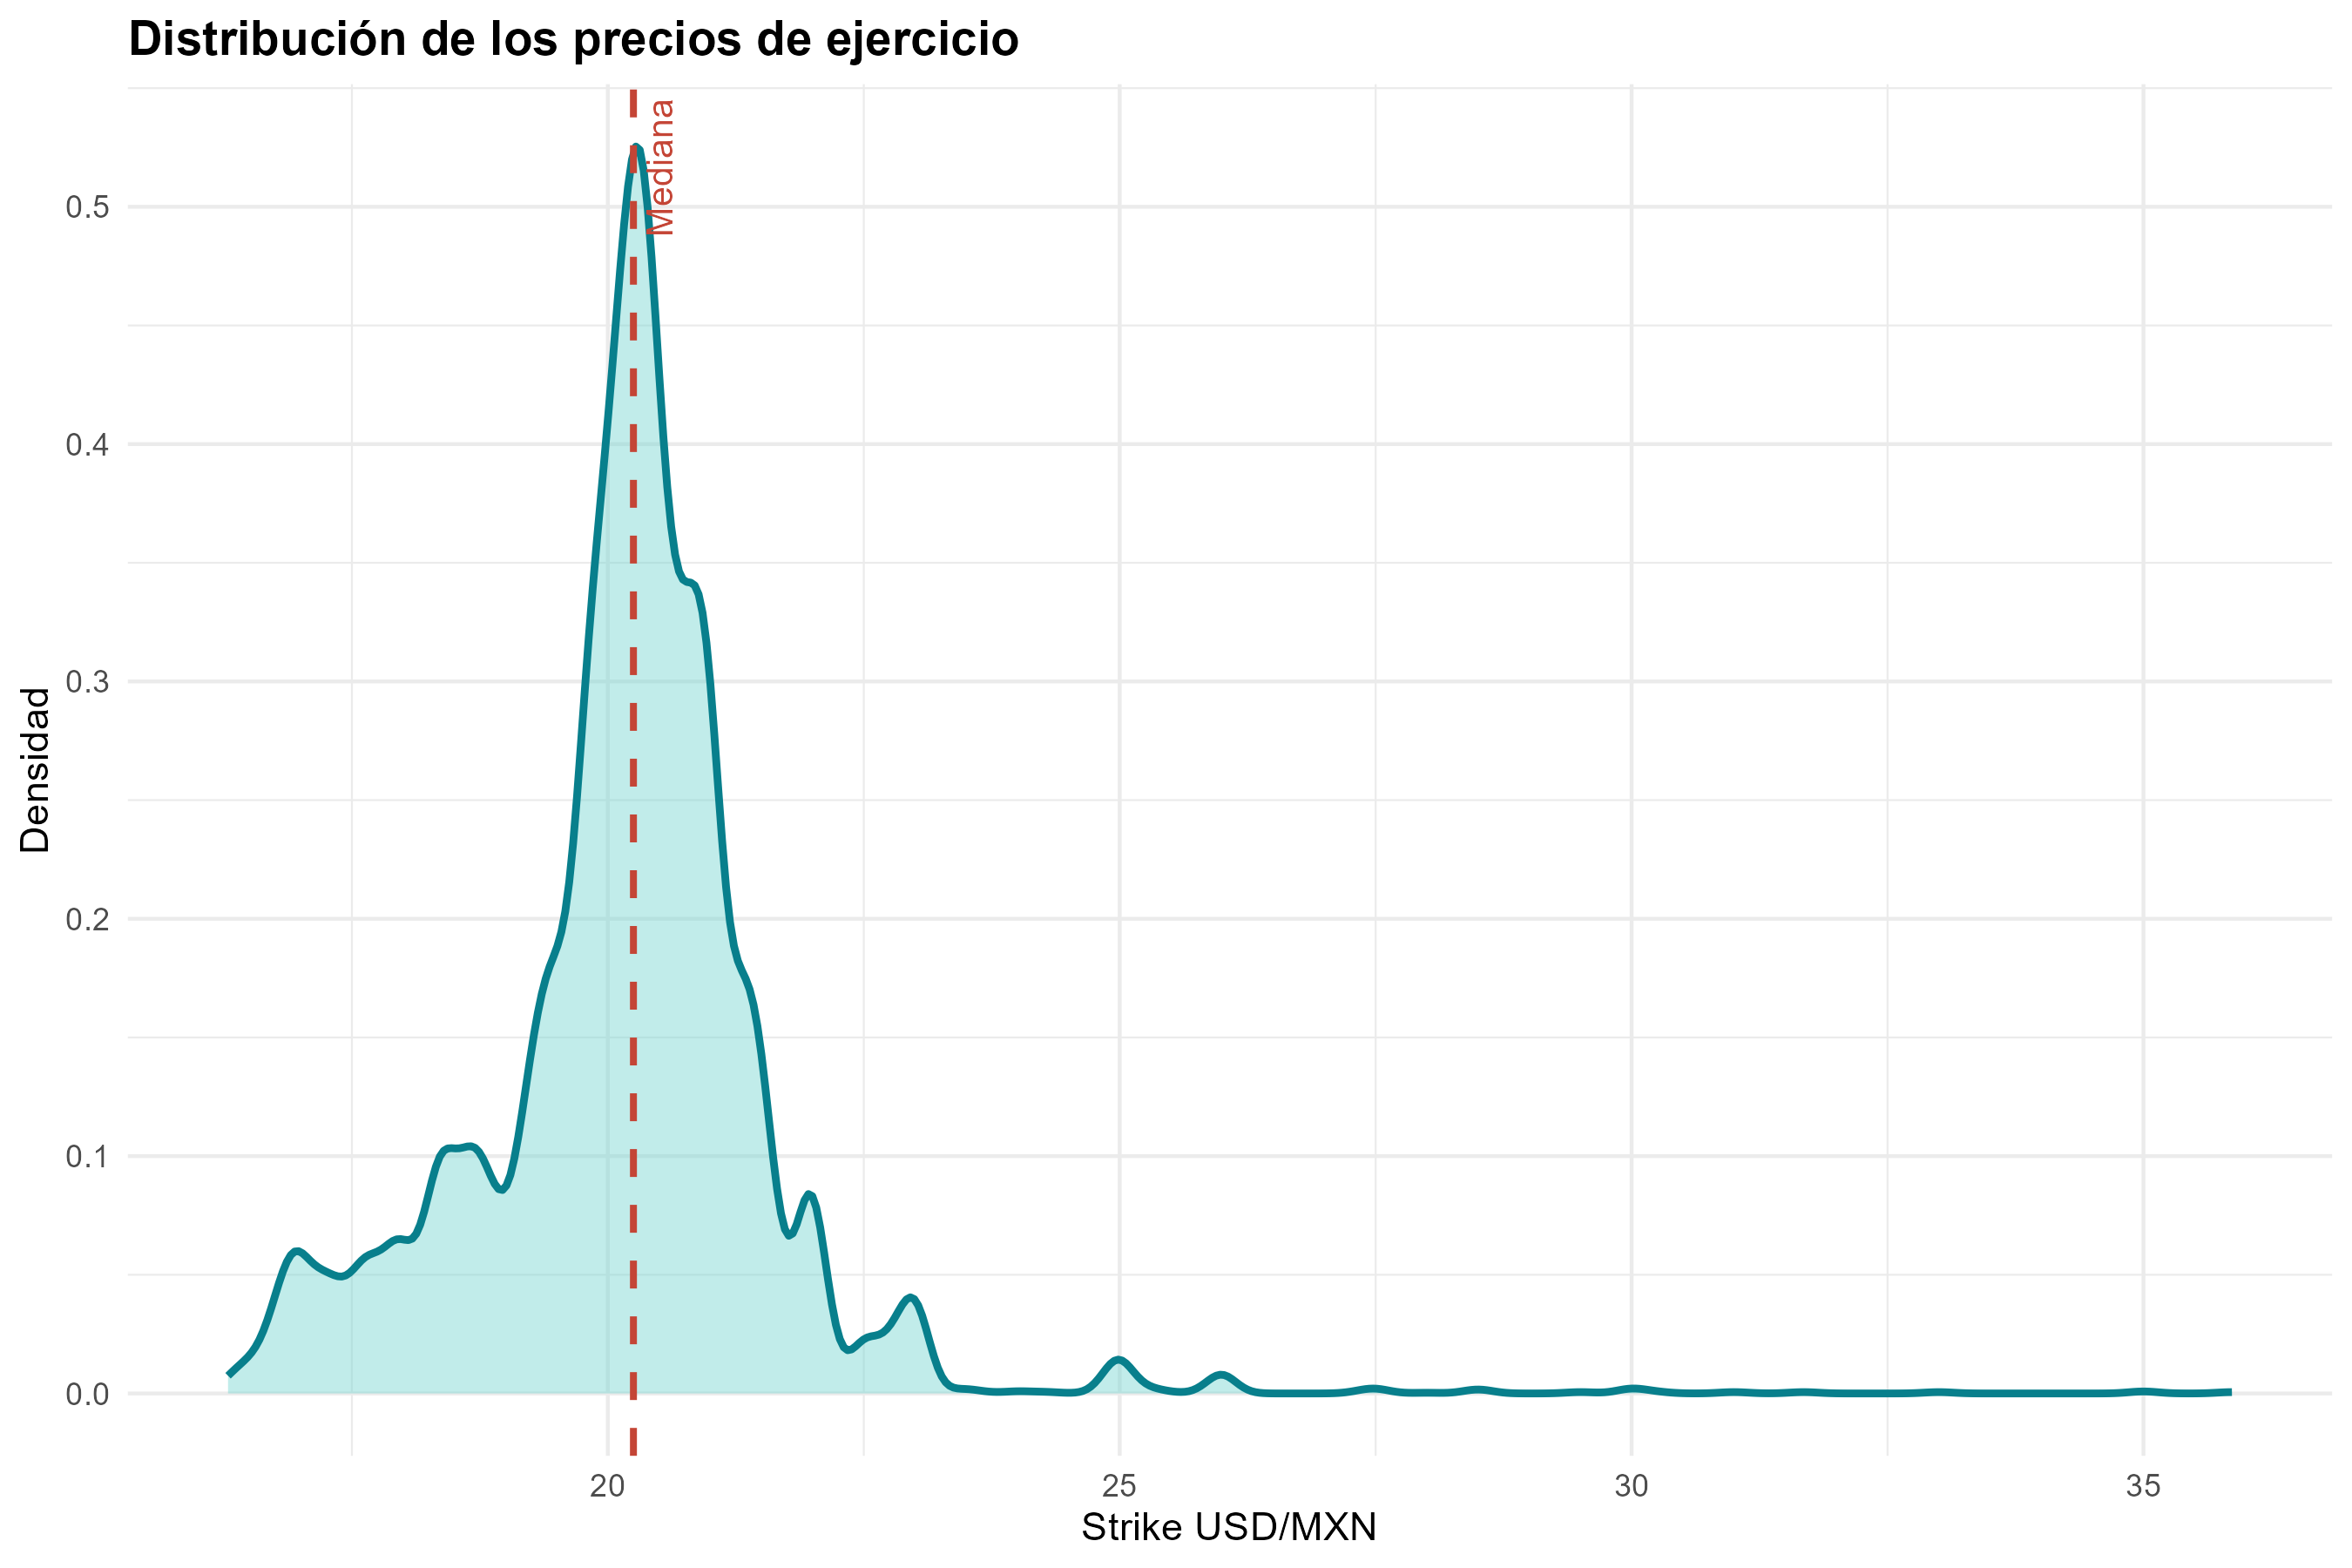 Distribución de los precios de ejercicio
Mediana
Densidad
0.5
0.4
0.3
0.2
0.1
0.0
20
25
30
35
Strike USD/MXN